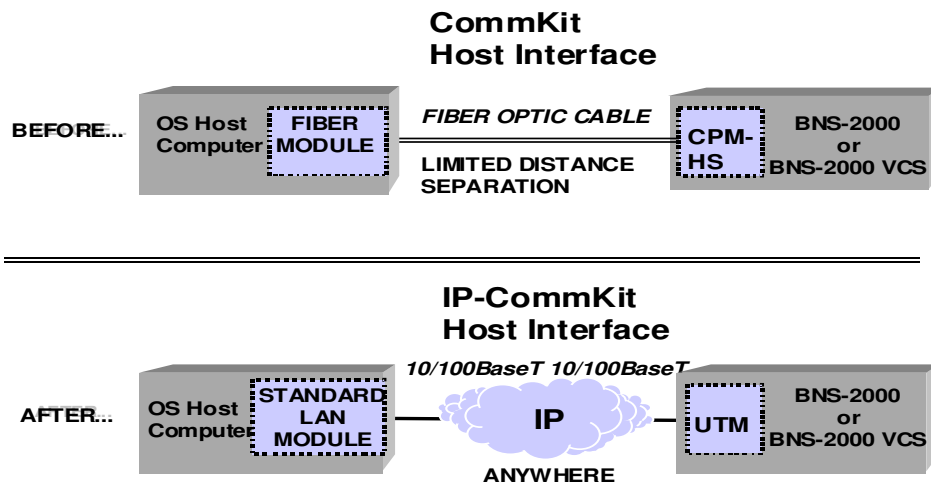 CommKit
Host Interface
BEFORE...
OS Host
Computer
FIBER
MODULE
FIBER OPTIC CABLE
LIMITED DISTANCE
SEPARATION
CPM-
HS
BNS-2000
or
BNS-2000 VCS
IP-CommKit
Host Interface
AFTER...
OS Host
Computer
STANDARD
LAN
MODULE
10/100BaseT 10/100BaseT
IP
ANYWHERE
UTM
BNS-2000
or
BNS-2000 VCS